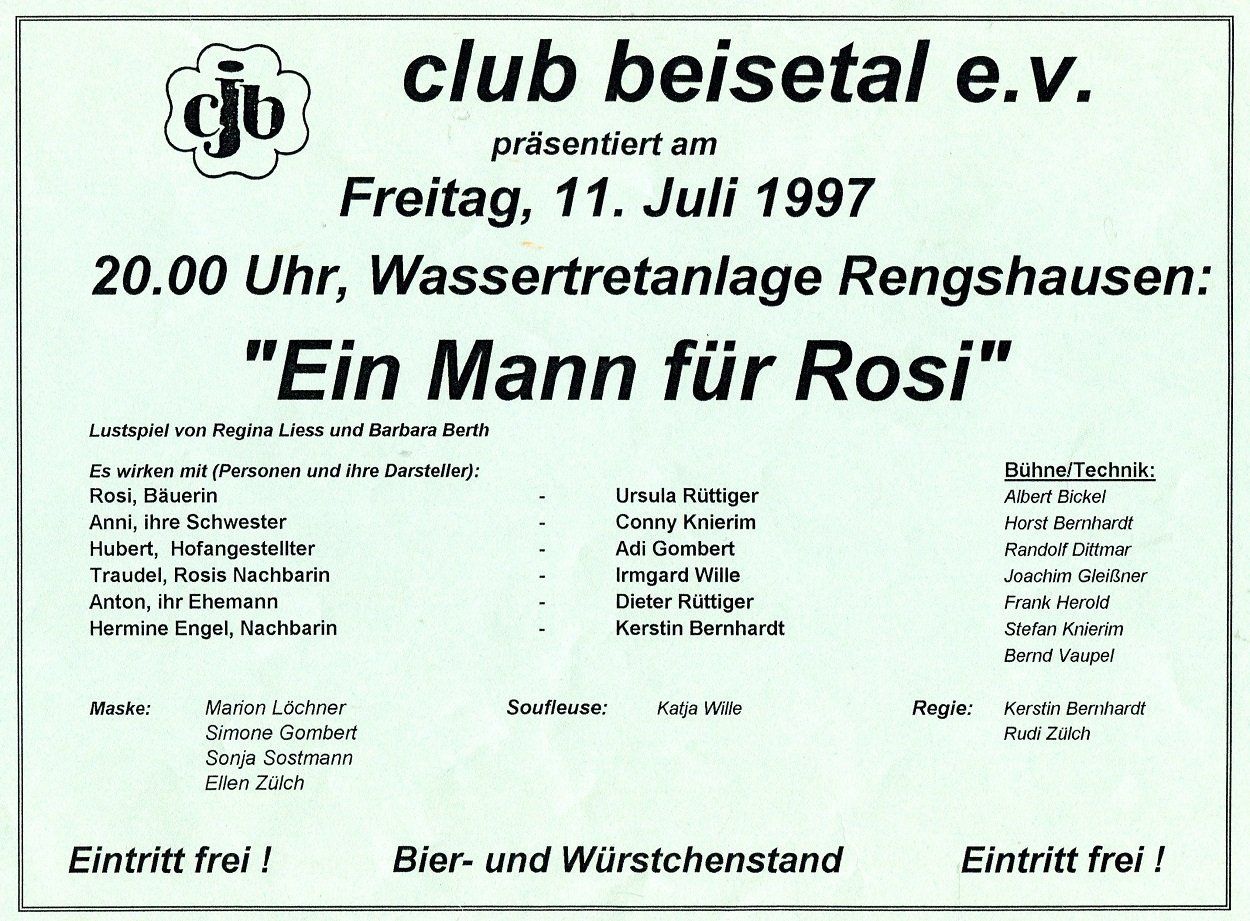 cjb
club beisetal e.v.
präsentiert am
Freitag, 11. Juli 1997
20.00 Uhr, Wassertretanlage Rengshausen:
"Ein Mann für Rosi"
Lustspiel von Regina Liess und Barbara Berth
Es wirken mit (Personen und ihre Darsteller):
Rosi, Bäuerin - Ursula Rüttiger
Anni, ihre Schwester - Conny Knierim
Hubert, Hofangestellter - Adi Gombert
Traudel, Rosis Nachbarin - Irmgard Wille
Anton, ihr Ehemann - Dieter Rüttiger
Hermine Engel, Nachbarin - Kerstin Bernhardt
Bühne/Technik:
Albert Bickel
Horst Bernhardt
Randolf Dittmar
Joachim Gleißner
Frank Herold
Stefan Knierim
Bernd Vaupel
Maske: Marion Löchner
Simone Gombert
Sonja Sostmann
Ellen Zülch
Soufleuse: Katja Wille
Regie: Kerstin Bernhardt
Rudi Zülch
Eintritt frei ! Bier- und Würstchenstand Eintritt frei !